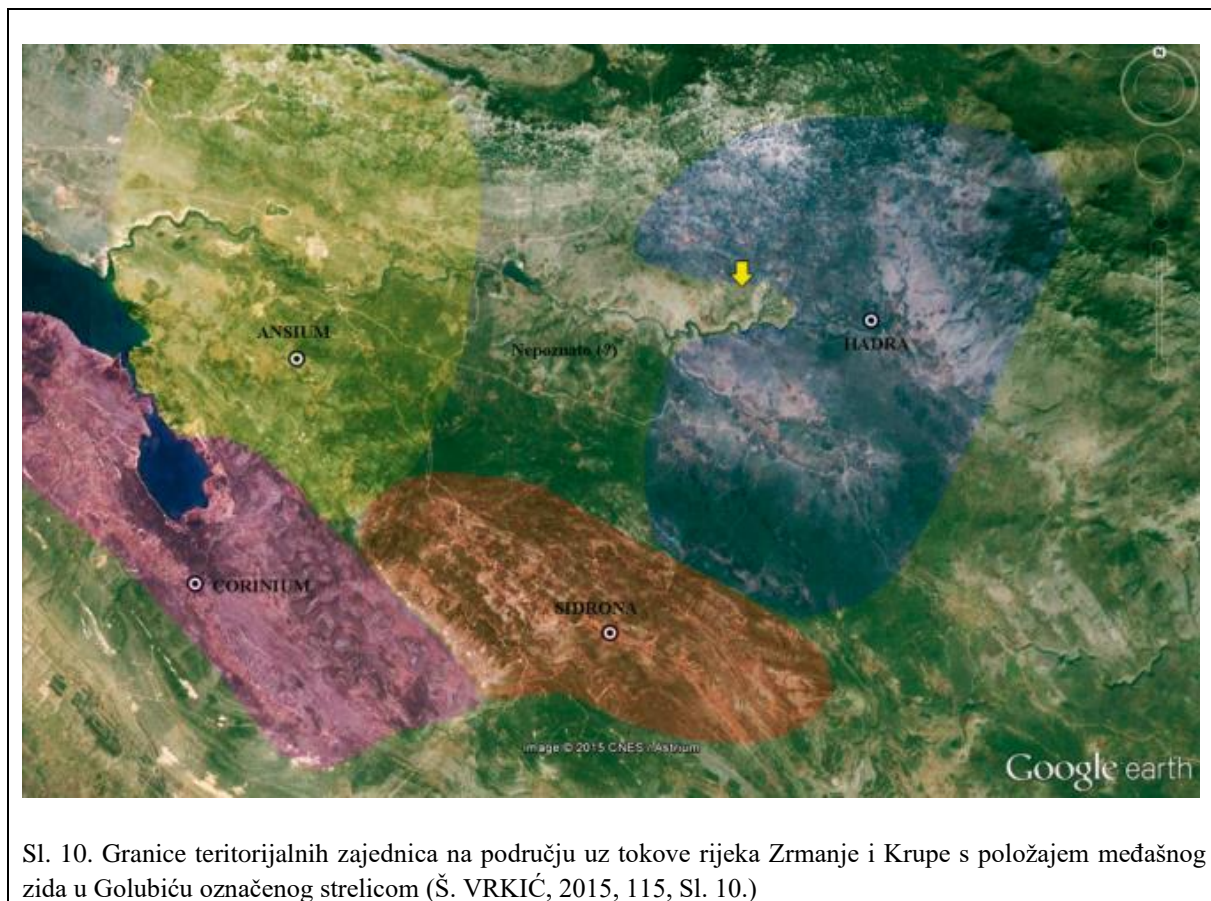 N
ANSIUM
Nepoznato (?)
HADRA
CORINIUM
SIDRONA
image © 2015 CNES / Astrium
Google earth
Sl. 10. Granice teritorijalnih zajednica na području uz tokove rijeka Zrmanje i Krupe s položajem međašnog
zida u Golubiću označenog strelicom (Š. VRKIĆ, 2015, 115, Sl. 10.)